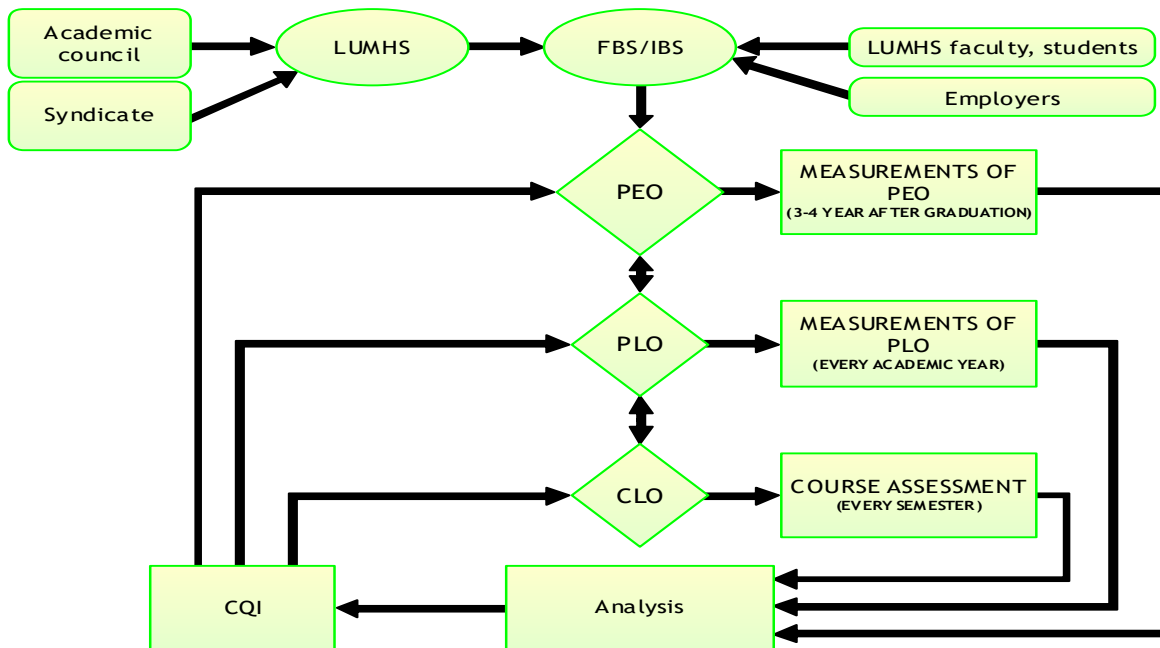 Academic
council
LUMHS
FBS/IBS
LUMHS faculty, students
Syndicate
Employers
PEO
MEASUREMENTS OF
PEO
(3-4 YEAR AFTER GRADUATION)
PLO
MEASUREMENTS OF
PLO
(EVERY ACADEMIC YEAR)
CLO
COURSE ASSESSMENT
(EVERY SEMESTER)
CQI
Analysis